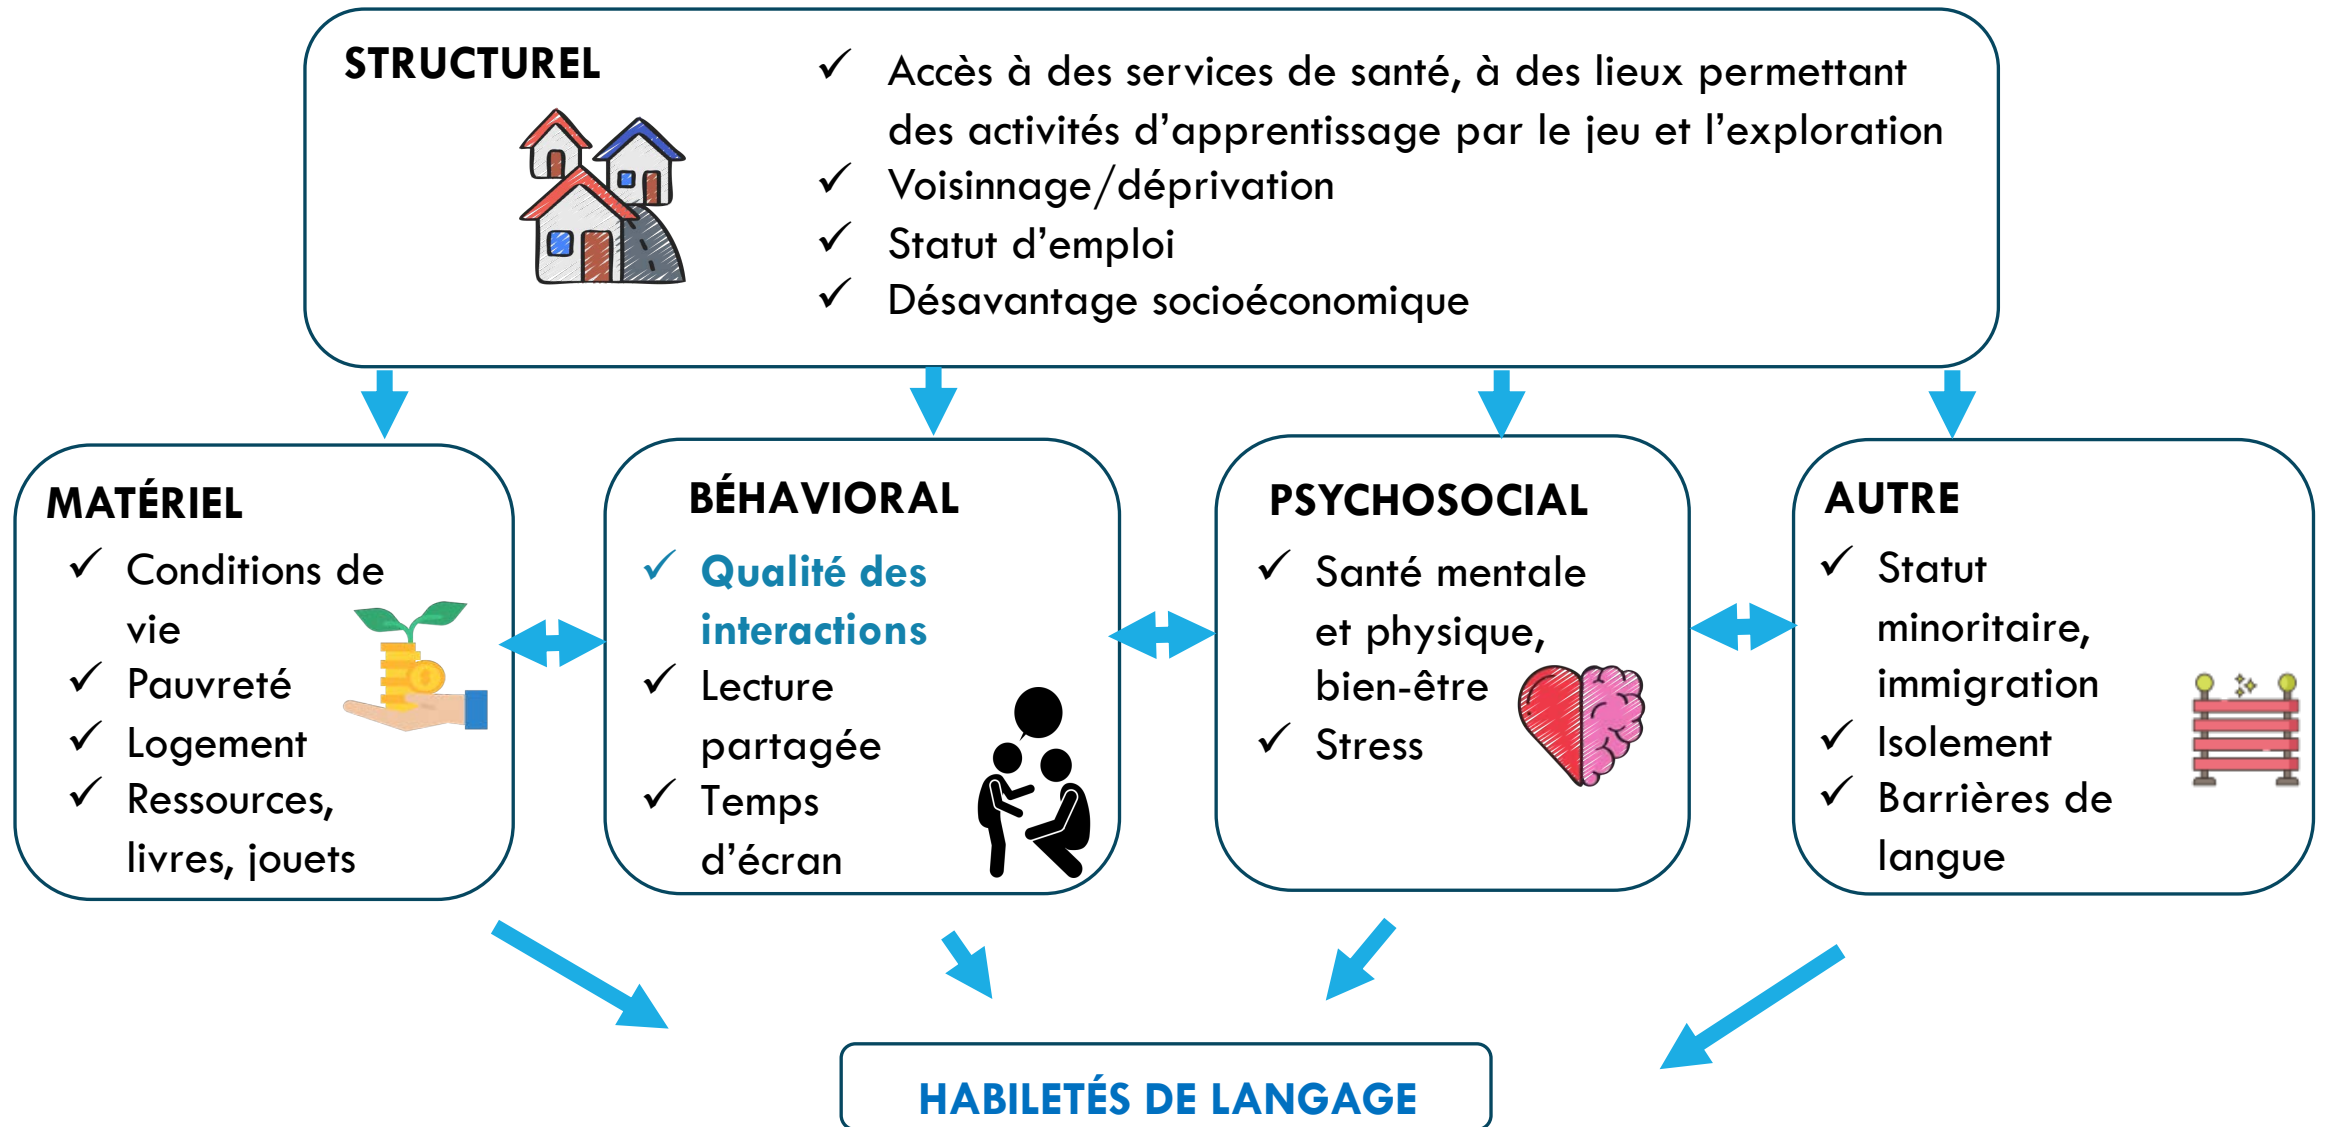 STRUCTUREL
✓ Accès à des services de santé, à des lieux permettant
des activités d’apprentissage par le jeu et l’exploration
✓ Voisinnage/déprivation
✓ Statut d’emploi
✓ Désavantage socioéconomique
MATÉRIEL
✓ Conditions de
vie
✓ Pauvreté
✓ Logement
✓ Ressources,
livres, jouets
BÉHAVIORAL
✓ Qualité des
interactions
✓ Lecture
partagée
✓ Temps
d’écran
PSYCHOSOCIAL
✓ Santé mentale
et physique,
bien-être
✓ Stress
AUTRE
✓ Statut
minoritaire,
immigration
✓ Isolement
✓ Barrières de
langue
HABILETÉS DE LANGAGE